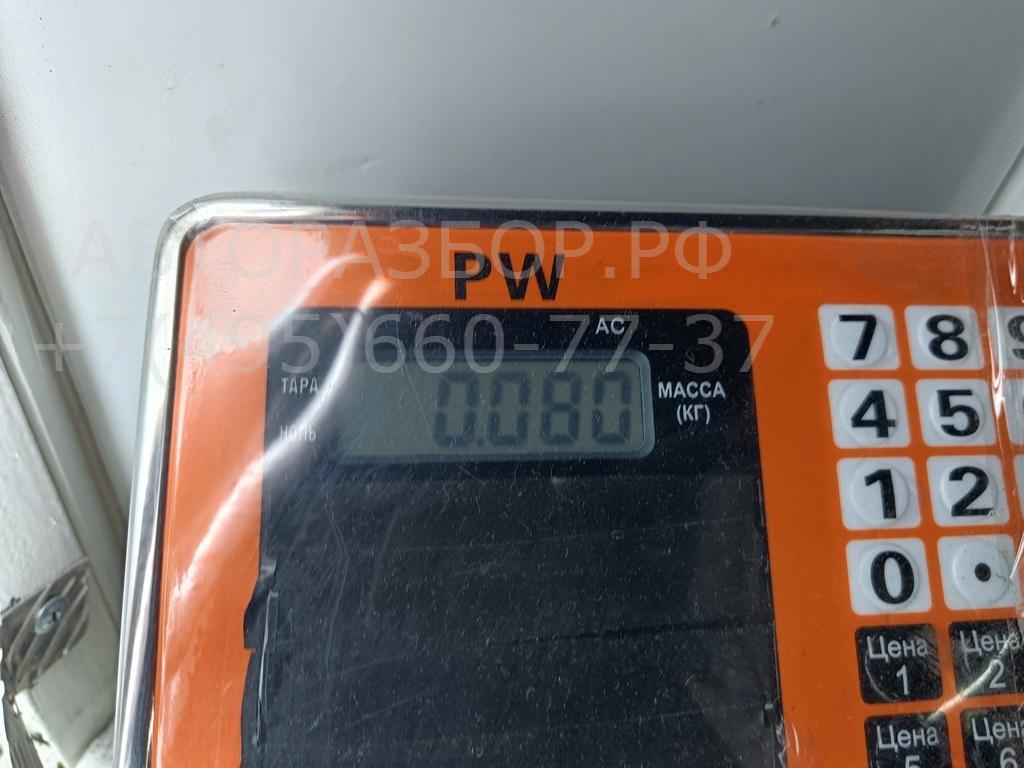 АВТОРАЗБОР.РФ
PW
+7(495)660-77-37
AC
ТАРА
0.080
МАССА
(КГ)
НОЛЬ
7 8
4 5
1 2
0 •
Цена 1
Цена 2
Цена 5
Цена 6